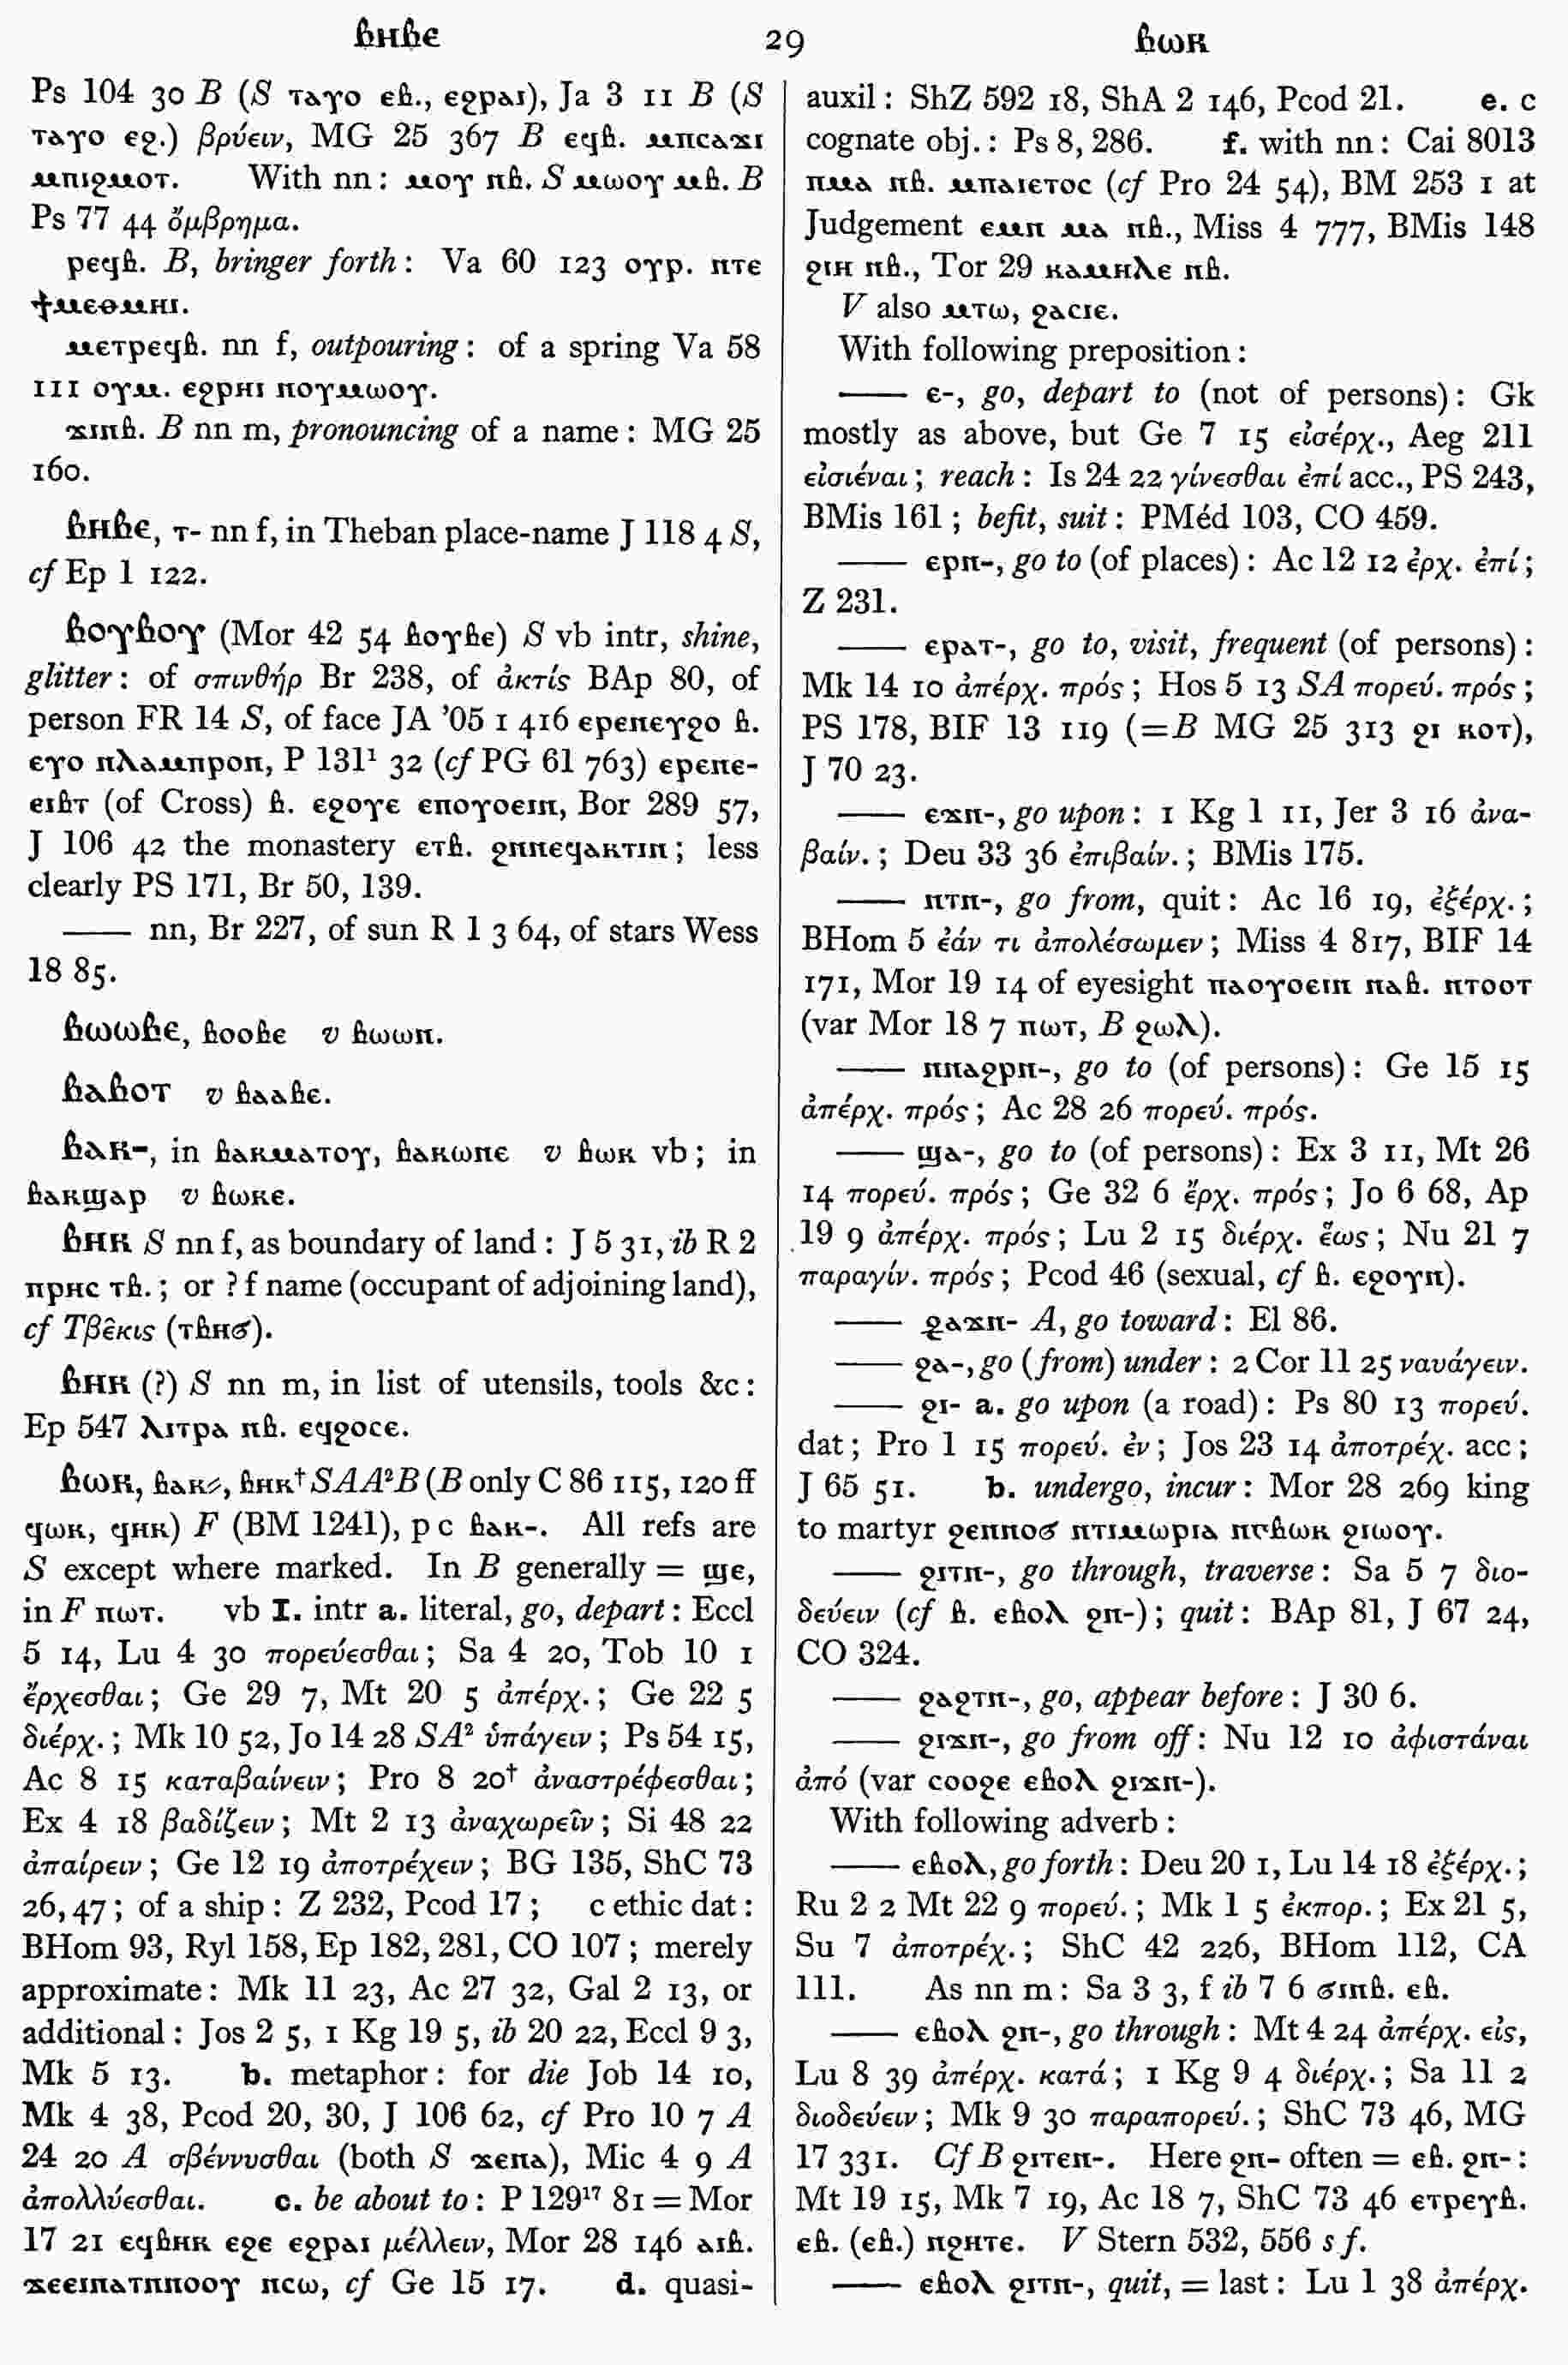 ⲃⲏⲃⲉ 29 ⲃⲱⲕ
Ps 104 30 B (S ⲧⲁⲩⲟ ⲉⲃ., ⲉϩⲣⲁⲓ), Ja 3 11 B (S
ⲧⲁⲩⲟ ⲉϩ.) βρύειν, MG 25 367 B ⲉϥⲃ. ⲙⲡⲥⲁϫⲓ
ⲙⲡⲓϩⲙⲟⲧ. With nn: ⲙⲟⲩ ⲛⲃ. S ⲙⲱⲟⲩ ⲙⲃ. B
Ps 77 44 ὄμβρημα.
ⲣⲉϥⲃ. B, bringer forth: Va 60 123 ⲟⲩⲣ. ⲛⲧⲉ
ϯⲙⲉⲑⲙⲏⲓ.
ⲙⲉⲧⲣⲉϥⲃ. nn f, outpouring: of a spring Va 58
111 ⲟⲩⲙ. ⲉϩⲣⲏⲓ ⲛⲟⲩⲙⲱⲟⲩ.
ϫⲓⲛⲃ. B nn m, pronouncing of a name: MG 25
160.
ⲃⲏⲃⲉ, ⲧ- nn f, in Theban place-name J 118 4 S,
cf Ep 1 122.
ⲃⲟⲩⲃⲟⲩ (Mor 42 54 ⲃⲟⲩⲃⲉ) S vb intr, shine,
glitter: of σπινθήρ Br 238, of ἀκτίς BAp 80, of
person FR 14 S, of face JA ’05 1 416 ⲉⲣⲉⲡⲉⲩϩⲟ ⲃ.
ⲉⲩⲟ ⲛⲗⲁⲙⲡⲣⲟⲛ, P 131¹ 32 (cf PG 61 763) ⲉⲣⲉⲡⲉ-
ⲉⲓⲃⲧ (of Cross) ⲃ. ⲉϩⲟⲩⲉ ⲉⲡⲟⲩⲟⲉⲓⲛ, Bor 289 57,
J 106 42 the monastery ⲉⲧⲃ. ϩⲛⲛⲉϥⲁⲕⲧⲓⲛ; less
clearly PS 171, Br 50, 139.
—— nn, Br 227, of sun R 1 3 64, of stars Wess
18 85.
ⲃⲱⲱⲃⲉ, ⲃⲟⲟⲃⲉ v ⲃⲱⲱⲛ.
ⲃⲁⲃⲟⲧ v ⲃⲁⲁⲃⲉ.
ⲃⲁⲕ-, in ⲃⲁⲕⲙⲁⲧⲟⲩ, ⲃⲁⲕⲱⲛⲉ v ⲃⲱⲕ vb; in
ⲃⲁⲕϣⲁⲣ v ⲃⲱⲕⲉ.
ⲃⲏⲕ S nn f, as boundary of land: J 5 31, ib R 2
ⲡⲣⲏⲥ ⲧⲃ.; or ? f name (occupant of adjoining land),
cf Τβῆκις (ⲧⲃⲏϭ).
ⲃⲏⲕ (?) S nn m, in list of utensils, tools &c:
Ep 547 ⲗⲓⲧⲣⲁ ⲛⲃ. ⲉϥϩⲟⲥⲉ.
ⲃⲱⲕ, ⲃⲁⲕ⸗, ⲃⲏⲕ† SAA²B (B only C 86 115, 120 ff
ϥⲱⲕ, ϥⲏⲕ) F (BM 1241), p c ⲃⲁⲕ-. All refs are
S except where marked. In B generally = ϣⲉ,
in F ⲡⲱⲧ. vb I. intr a. literal, go, depart: Eccl
5 14, Lu 4 30 πορεύεσθαι; Sa 4 20, Tob 10 1
ἔρχεσθαι; Ge 29 7, Mt 20 5 ἀπέρχ.; Ge 22 5
διέρχ.; Mk 10 52, Jo 14 28 SA² ὑπάγειν; Ps 54 15,
Ac 8 15 καταβαίνειν; Pro 8 20† ἀναστρέφεσθαι;
Ex 4 18 βαδίζειν; Mt 2 13 ἀναχωρεῖν; Si 48 22
ἀπαίρειν; Ge 12 19 ἀποτρέχειν; BG 135, ShC 73
26, 47; of a ship: Z 232, Pcod 17; c ethic dat:
BHom 93, Ryl 158, Ep 182, 281, CO 107; merely
approximate: Mk 11 23, Ac 27 32, Gal 2 13, or
additional: Jos 2 5, 1 Kg 19 5, ib 20 22, Eccl 9 3,
Mk 5 13. b. metaphor: for die Job 14 10,
Mk 4 38, Pcod 20, 30, J 106 62, cf Pro 10 7 A
24 20 A σβέννυσθαι (both S ϫⲉⲛⲁ), Mic 4 9 A
ἀπολλύεσθαι. c. be about to: P 129¹⁷ 81 = Mor
17 21 ⲉϥⲃⲏⲕ ⲉϩⲉ ⲉϩⲣⲁⲓ μέλλειν, Mor 28 146 ⲁⲓⲃ.
ϫⲉⲉⲓⲛⲁⲧⲛⲛⲟⲟⲩ ⲛⲥⲱ, cf Ge 15 17. d. quasi-
auxil: ShZ 592 18, ShA 2 146, Pcod 21. e. c
cognate obj.: Ps 8, 286. f. with nn: Cai 8013
ⲡⲙⲁ ⲛⲃ. ⲙⲡⲁⲓⲉⲧⲟⲥ (cf Pro 24 54), BM 253 1 at
Judgement ⲉⲙⲛ ⲙⲁ ⲛⲃ., Miss 4 777, BMis 148
ϩⲓⲏ ⲛⲃ., Tor 29 ⲕⲁⲙⲏⲗⲉ ⲛⲃ.
V also ⲙⲧⲱ, ϩⲁⲥⲓⲉ.
With following preposition:
—— ⲉ-, go, depart to (not of persons): Gk
mostly as above, but Ge 7 15 εἰσέρχ., Aeg 211
εἰσιέναι; reach: Is 24 22 γίνεσθαι ἐπί acc., PS 243,
BMis 161; befit, suit: PMéd 103, CO 459.
—— ⲉⲣⲛ-, go to (of places): Ac 12 12 ἐρχ. ἐπί;
Z 231.
—— ⲉⲣⲁⲧ-, go to, visit, frequent (of persons):
Mk 14 10 ἀπέρχ. πρός; Hos 5 13 SA πορεύ. πρός;
PS 178, BIF 13 119 (=B MG 25 313 ϩⲓ ⲕⲟⲧ),
J 70 23.
—— ⲉϫⲛ-, go upon: 1 Kg 1 11, Jer 3 16 ἀνα-
βαίν.; Deu 33 36 ἐπιβαίν.; BMis 175.
—— ⲛⲧⲛ-, go from, quit: Ac 16 19, ἐξέρχ.;
BHom 5 ἐάν τι ἀπολέσωμεν; Miss 4 817, BIF 14
171, Mor 19 14 of eyesight ⲡⲁⲟⲩⲟⲉⲓⲛ ⲛⲁⲃ. ⲛⲧⲟⲟⲧ
(var Mor 18 7 ⲡⲱⲧ, B ϩⲱⲗ).
—— ⲛⲛⲁϩⲣⲛ-, go to (of persons): Ge 15 15
ἀπέρχ. πρός; Ac 28 26 πορεύ. πρός.
—— ϣⲁ-, go to (of persons): Ex 3 11, Mt 26
14 πορεύ. πρός; Ge 32 6 ἔρχ. πρός; Jo 6 68, Ap
19 9 ἀπέρχ. πρός; Lu 2 15 διέρχ. ἕως; Nu 21 7
παραγίν. πρός; Pcod 46 (sexual, cf ⲃ. ⲉϩⲟⲩⲛ).
—— ϩⲁϫⲛ- A, go toward: El 86.
—— ϩⲁ-, go (from) under: 2 Cor 11 25 ναυάγειν.
—— ϩⲓ- a. go upon (a road): Ps 80 13 πορεύ.
dat; Pro 1 15 πορεύ. ἐν; Jos 23 14 ἀποτρέχ. acc;
J 65 51. b. undergo, incur: Mor 28 269 king
to martyr ϩⲉⲛⲛⲟϭ ⲛⲧⲓⲙⲱⲣⲓⲁ ⲛⲅⲃⲱⲕ ϩⲓⲱⲟⲩ.
—— ϩⲓⲧⲛ-, go through, traverse: Sa 5 7 διο-
δεύειν (cf ⲃ. ⲉⲃⲟⲗ ϩⲛ-); quit: BAp 81, J 67 24,
CO 324.
—— ϩⲁϩⲧⲛ-, go, appear before: J 30 6.
—— ϩⲓϫⲛ-, go from off: Nu 12 10 ἀφιστάναι
ἀπό (var ⲥⲟⲟϩⲉ ⲉⲃⲟⲗ ϩⲓϫⲛ-).
With following adverb:
—— ⲉⲃⲟⲗ, go forth: Deu 20 1, Lu 14 18 ἐξέρχ.;
Ru 2 2 Mt 22 9 πορεύ.; Mk 1 5 ἐκπορ.; Ex 21 5,
Su 7 ἀποτρέχ.; ShC 42 226, BHom 112, CA
111. As nn m: Sa 3 3, f ib 7 6 ϭⲓⲛⲃ. ⲉⲃ.
—— ⲉⲃⲟⲗ ϩⲛ-, go through: Mt 4 24 ἀπέρχ. εἰς,
Lu 8 39 ἀπέρχ. κατά; 1 Kg 9 4 διέρχ.; Sa 11 2
διοδεύειν; Mk 9 30 παραπορεύ.; ShC 73 46, MG
17 331. Cf B ϩⲓⲧⲉⲛ-. Here ϩⲛ- often = ⲉⲃ. ϩⲛ-:
Mt 19 15, Mk 7 19, Ac 18 7, ShC 73 46 ⲉⲧⲣⲉⲩⲃ.
ⲉⲃ. (ⲉⲃ.) ⲛϩⲏⲧⲉ. V Stern 532, 556 s f.
—— ⲉⲃⲟⲗ ϩⲓⲧⲛ-, quit, = last: Lu 1 38 ἀπέρχ.